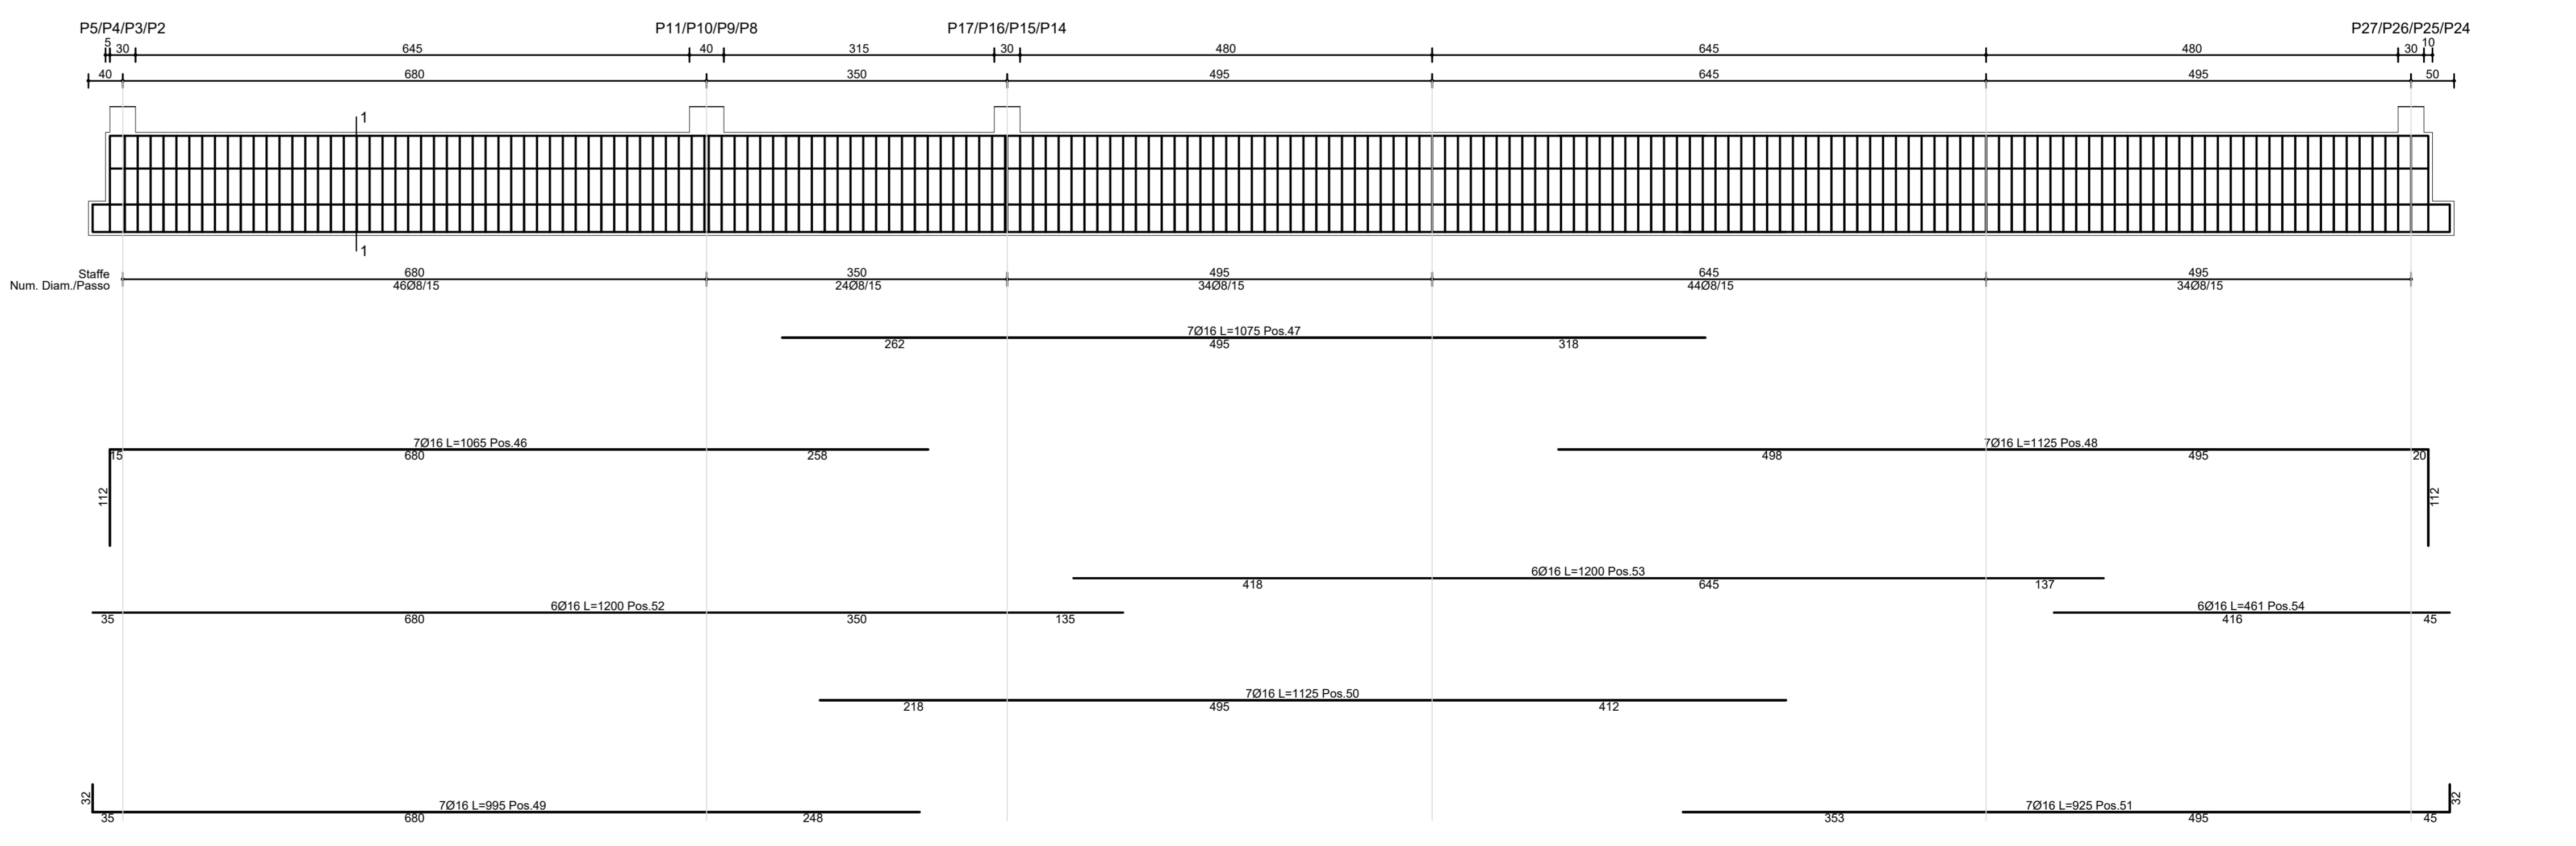 P5/P4/P3/P2 P11/P10/P9/P8 P17/P16/P15/P14 P27/P26/P25/P24
5 30 645 40 315 30 480 645 480 30 10
40 680 350 495 645 495 50
1
1
Staffe 680 350 495 645 495
Num. Diam./Passo 46Ø8/15 24Ø8/15 34Ø8/15 44Ø8/15 34Ø8/15
7Ø16 L=1075 Pos.47
262 495 318
7Ø16 L=1065 Pos.46 7Ø16 L=1125 Pos.48
15 680 258 498 495 20
112 112
6Ø16 L=1200 Pos.53
418 645 137
6Ø16 L=1200 Pos.52 6Ø16 L=461 Pos.54
35 680 350 135 416 45
7Ø16 L=1125 Pos.50
218 495 412
32 7Ø16 L=995 Pos.49 7Ø16 L=925 Pos.51 32
35 680 248 353 495 45